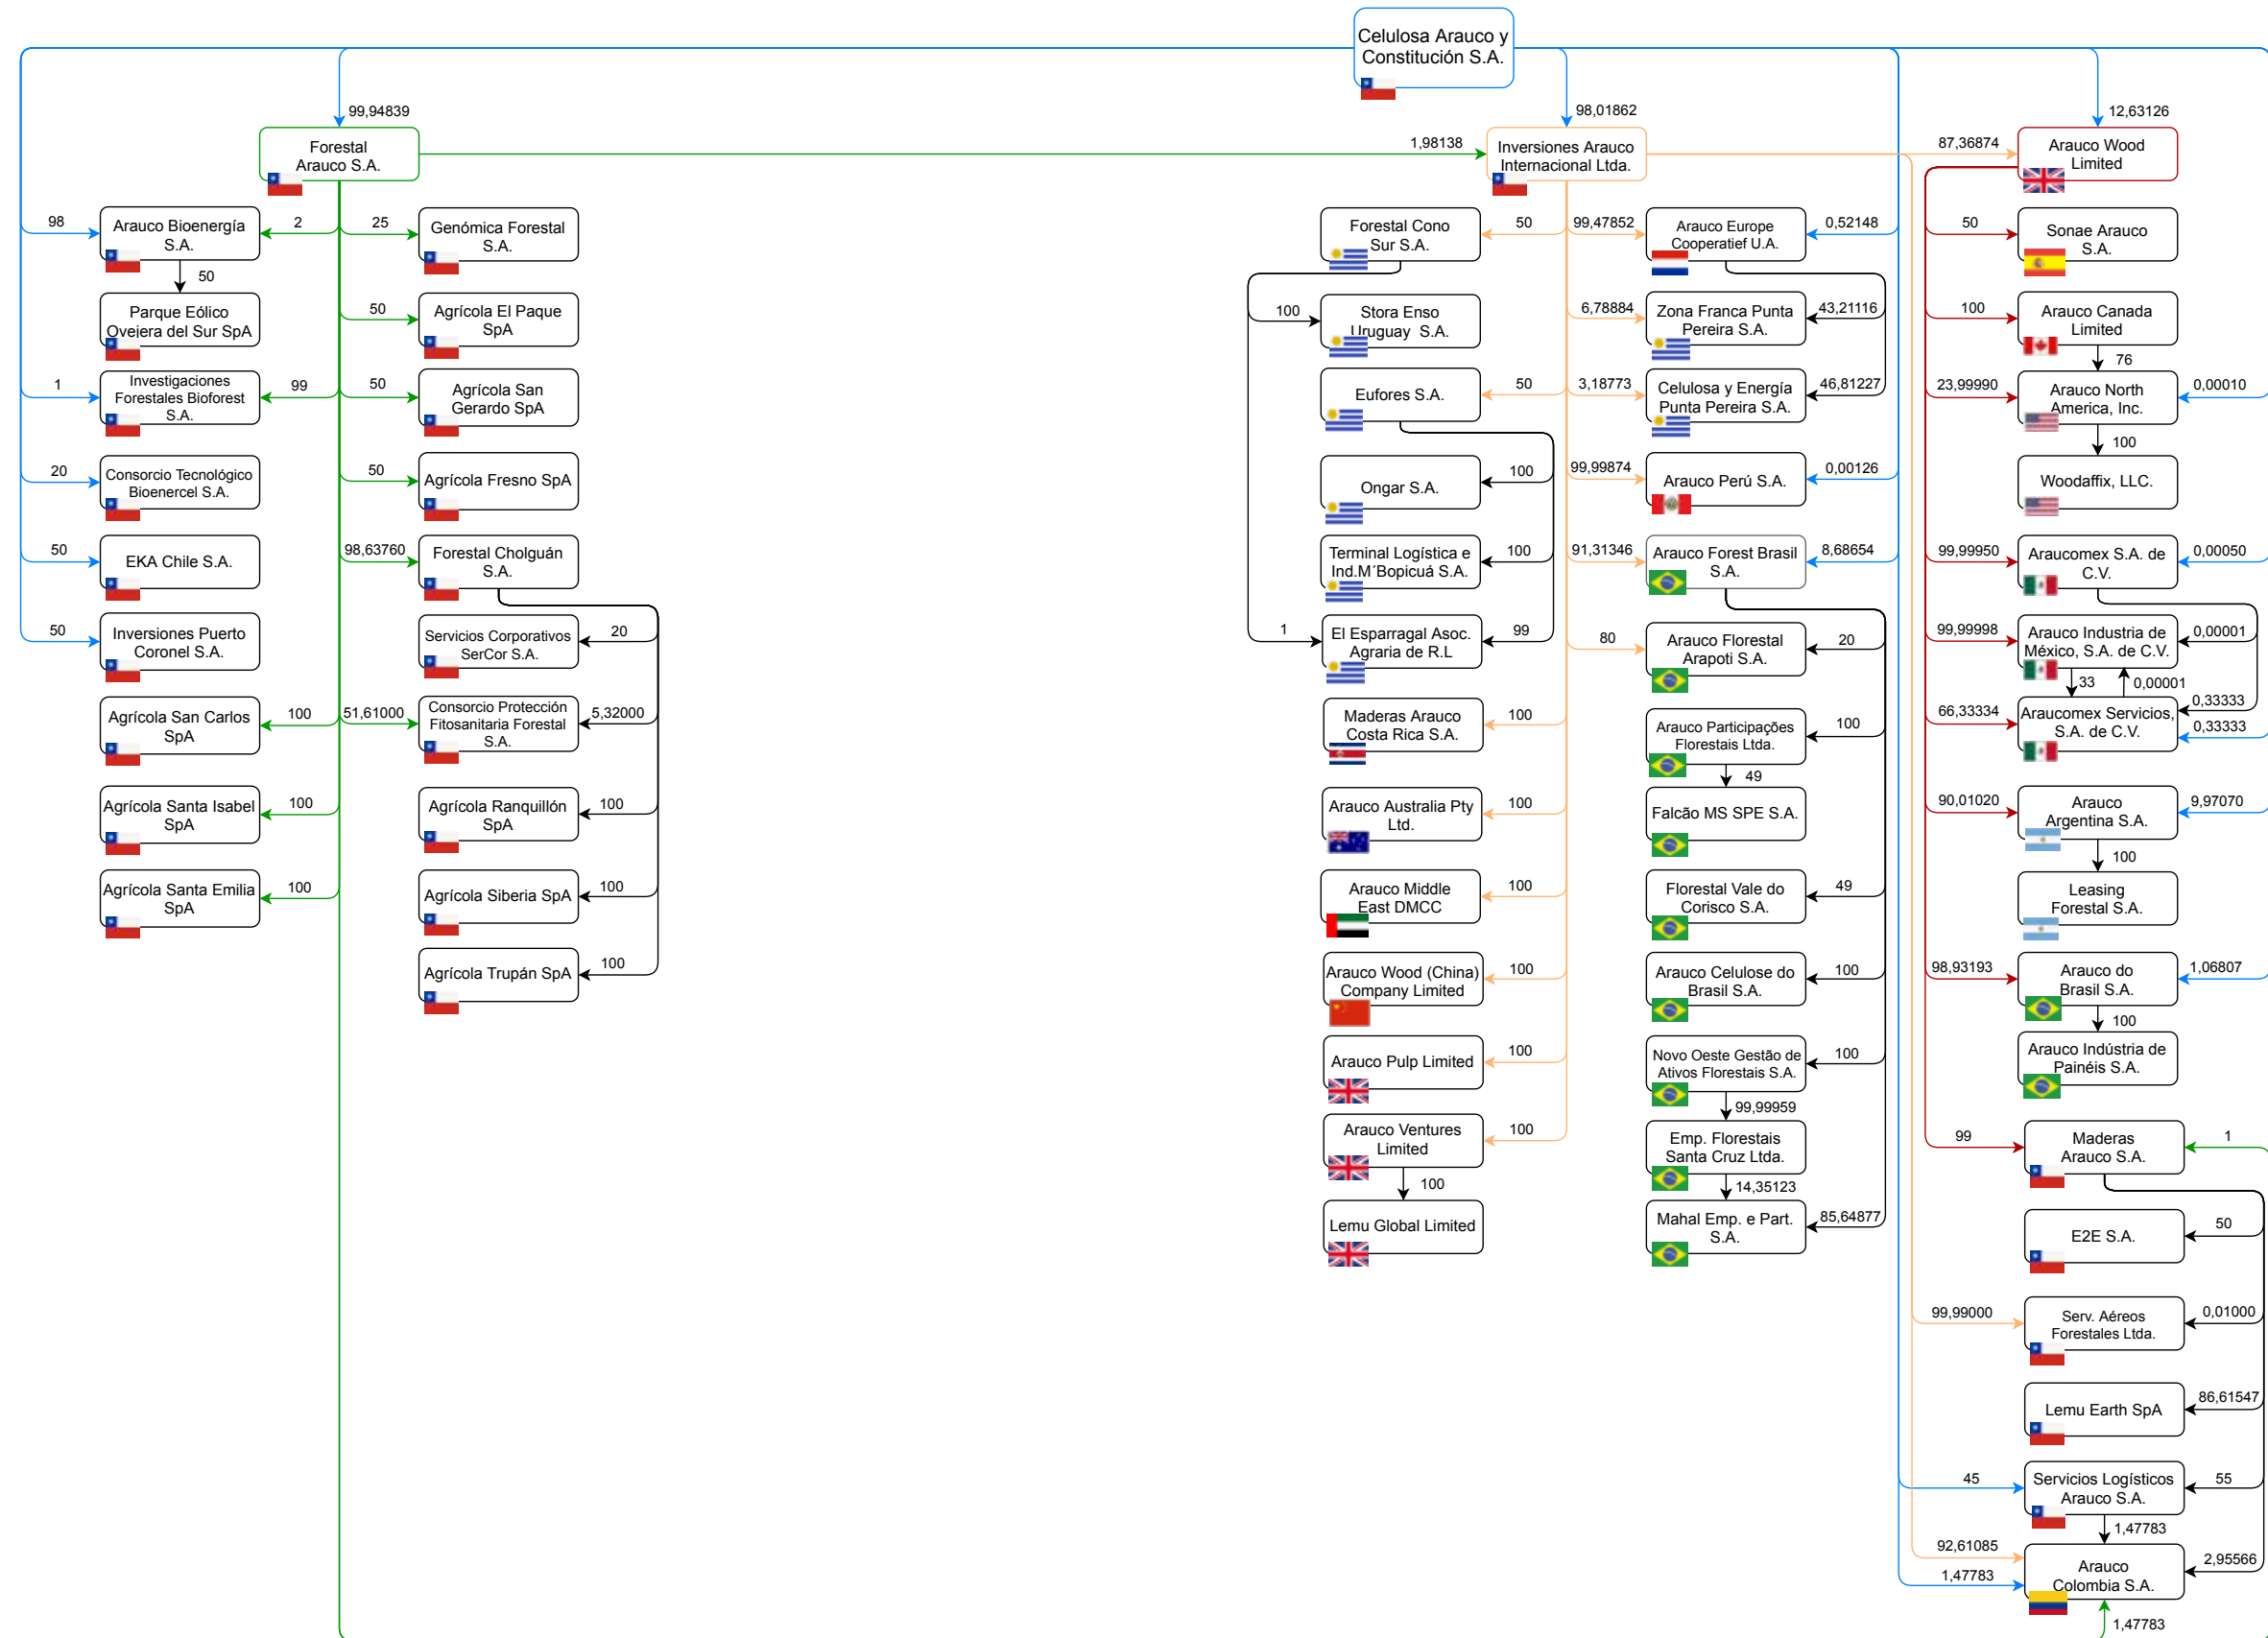 Celulosa Arauco y
Constitución S.A.
99,94839
98,01862
12,63126
Forestal
Arauco S.A.
1,98138
Inversiones Arauco
Internacional Ltda.
87,36874
Arauco Wood
Limited
98
Arauco Bioenergía
S.A.
2
25
Genómica Forestal
S.A.
50
Parque Eólico
Ovejera del Sur SpA
50
Agrícola El Paque
SpA
1
Investigaciones
Forestales Bioforest
S.A.
99
50
Agrícola San
Gerardo SpA
20
Consorcio Tecnológico
Bioenercel S.A.
50
Agrícola Fresno SpA
50
EKA Chile S.A.
98,63760
Forestal Cholguán
S.A.
50
Inversiones Puerto
Coronel S.A.
Servicios Corporativos
SerCor S.A.
20
Agrícola San Carlos
SpA
100
51,61000
Consorcio Protección
Fitosanitaria Forestal
S.A.
5,32000
Agrícola Santa Isabel
SpA
100
Agrícola Ranquillón
SpA
100
Agrícola Santa Emilia
SpA
100
Agrícola Siberia SpA
100
Agrícola Trupán SpA
100
Forestal Cono
Sur S.A.
50
99,47852
Arauco Europe
Cooperatief U.A.
0,52148
100
Stora Enso
Uruguay S.A.
6,78884
Zona Franca Punta
Pereira S.A.
43,21116
Eufores S.A.
50
3,18773
Celulosa y Energía
Punta Pereira S.A.
46,81227
Ongar S.A.
100
99,99874
Arauco Perú S.A.
0,00126
Terminal Logística e
Ind.M´Bopicuá S.A.
100
91,31346
Arauco Forest Brasil
S.A.
8,68654
1
El Esparragal Asoc.
Agraria de R.L
99
80
Arauco Florestal
Arapoti S.A.
20
Maderas Arauco
Costa Rica S.A.
100
Arauco Participações
Florestais Ltda.
100
49
Arauco Australia Pty
Ltd.
100
Falcão MS SPE S.A.
Arauco Middle
East DMCC
100
Florestal Vale do
Corisco S.A.
49
Arauco Wood (China)
Company Limited
100
Arauco Celulose do
Brasil S.A.
100
Arauco Pulp Limited
100
Novo Oeste Gestão de
Ativos Florestais S.A.
100
99,99959
Arauco Ventures
Limited
100
Emp. Florestais
Santa Cruz Ltda.
100
14,35123
Lemu Global Limited
Mahal Emp. e Part.
S.A.
85,64877
50
Sonae Arauco
S.A.
100
Arauco Canada
Limited
76
23,99990
Arauco North
America, Inc.
0,00010
100
Woodaffix, LLC.
99,99950
Araucomex S.A. de
C.V.
0,00050
99,99998
Arauco Industria de
México, S.A. de C.V.
0,00001
33
0,00001
0,33333
66,33334
Araucomex Servicios,
S.A. de C.V.
0,33333
90,01020
Arauco
Argentina S.A.
9,97070
100
Leasing
Forestal S.A.
98,93193
Arauco do
Brasil S.A.
1,06807
100
Arauco Indústria de
Painéis S.A.
99
Maderas
Arauco S.A.
1
E2E S.A.
50
99,99000
Serv. Aéreos
Forestales Ltda.
0,01000
Lemu Earth SpA
86,61547
45
Servicios Logísticos
Arauco S.A.
55
1,47783
92,61085
1,47783
Arauco
Colombia S.A.
2,95566
1,47783